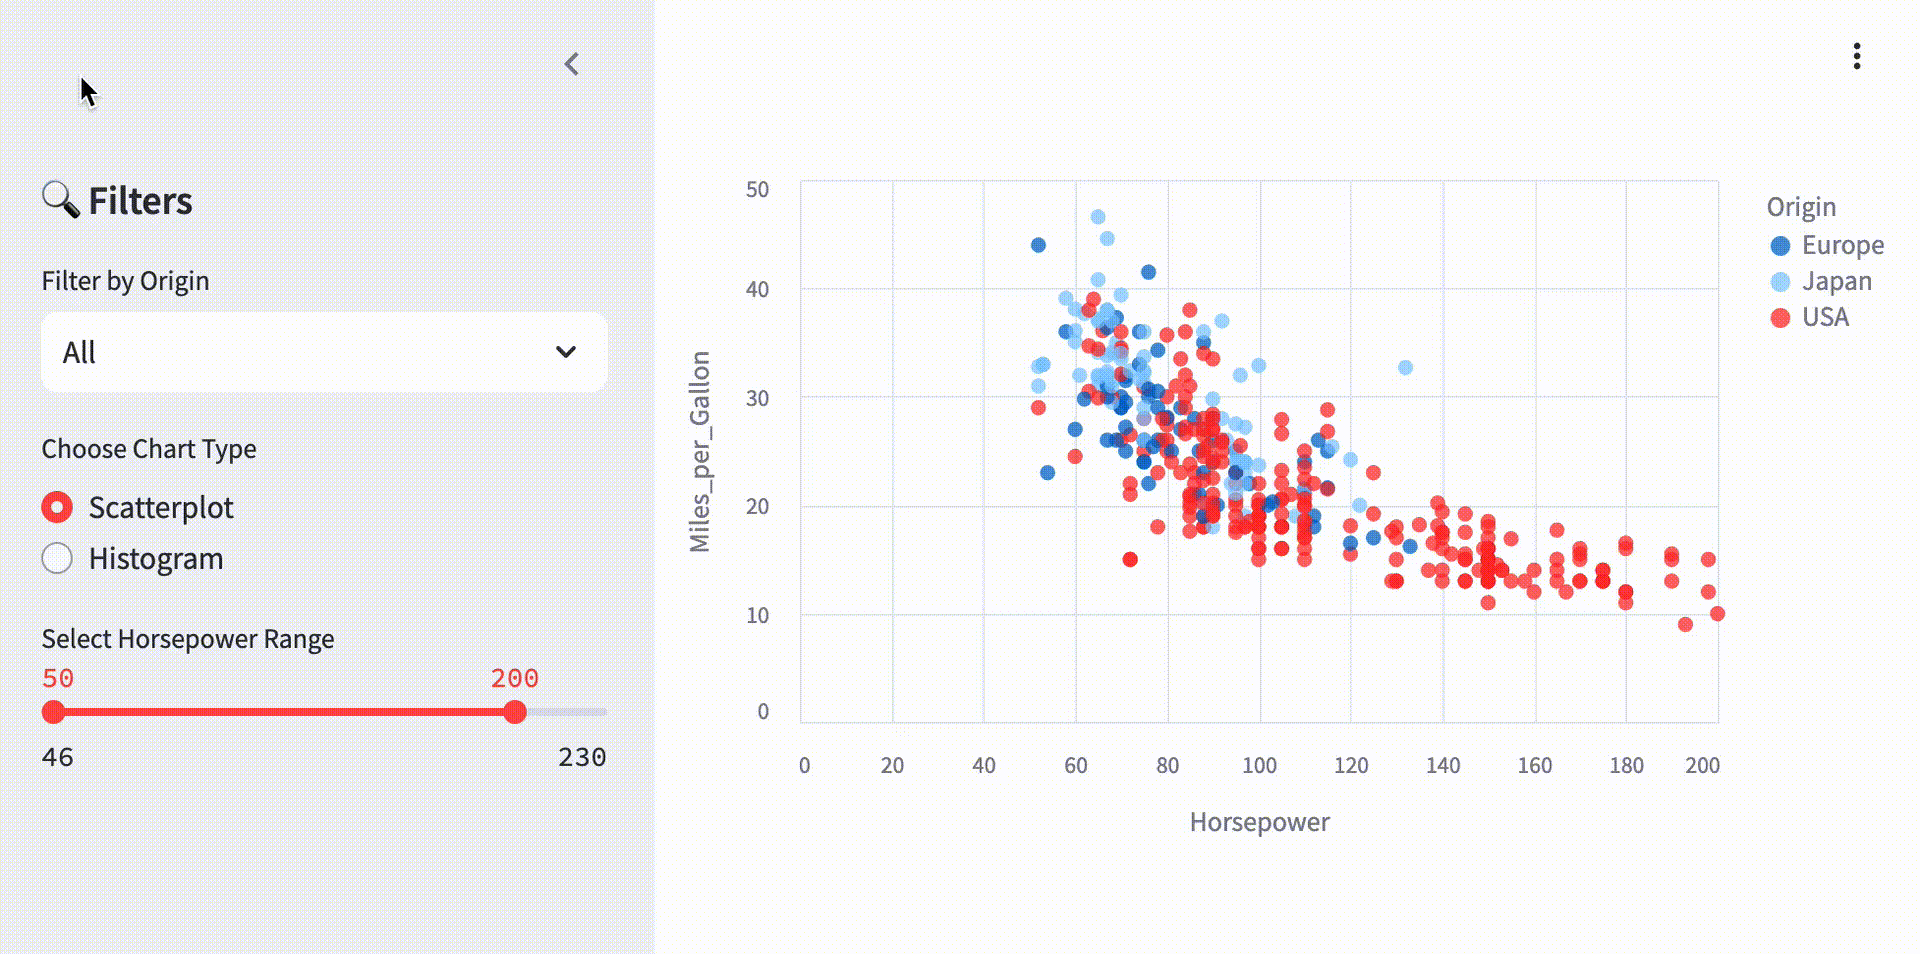 🔍 Filters
Filter by Origin
All
Choose Chart Type
Scatterplot
Histogram
Select Horsepower Range
50 200
46 230
Miles_per_Gallon
50
40
30
20
10
0
0 20 40 60 80 100 120 140 160 180 200
Horsepower
Origin
Europe
Japan
USA